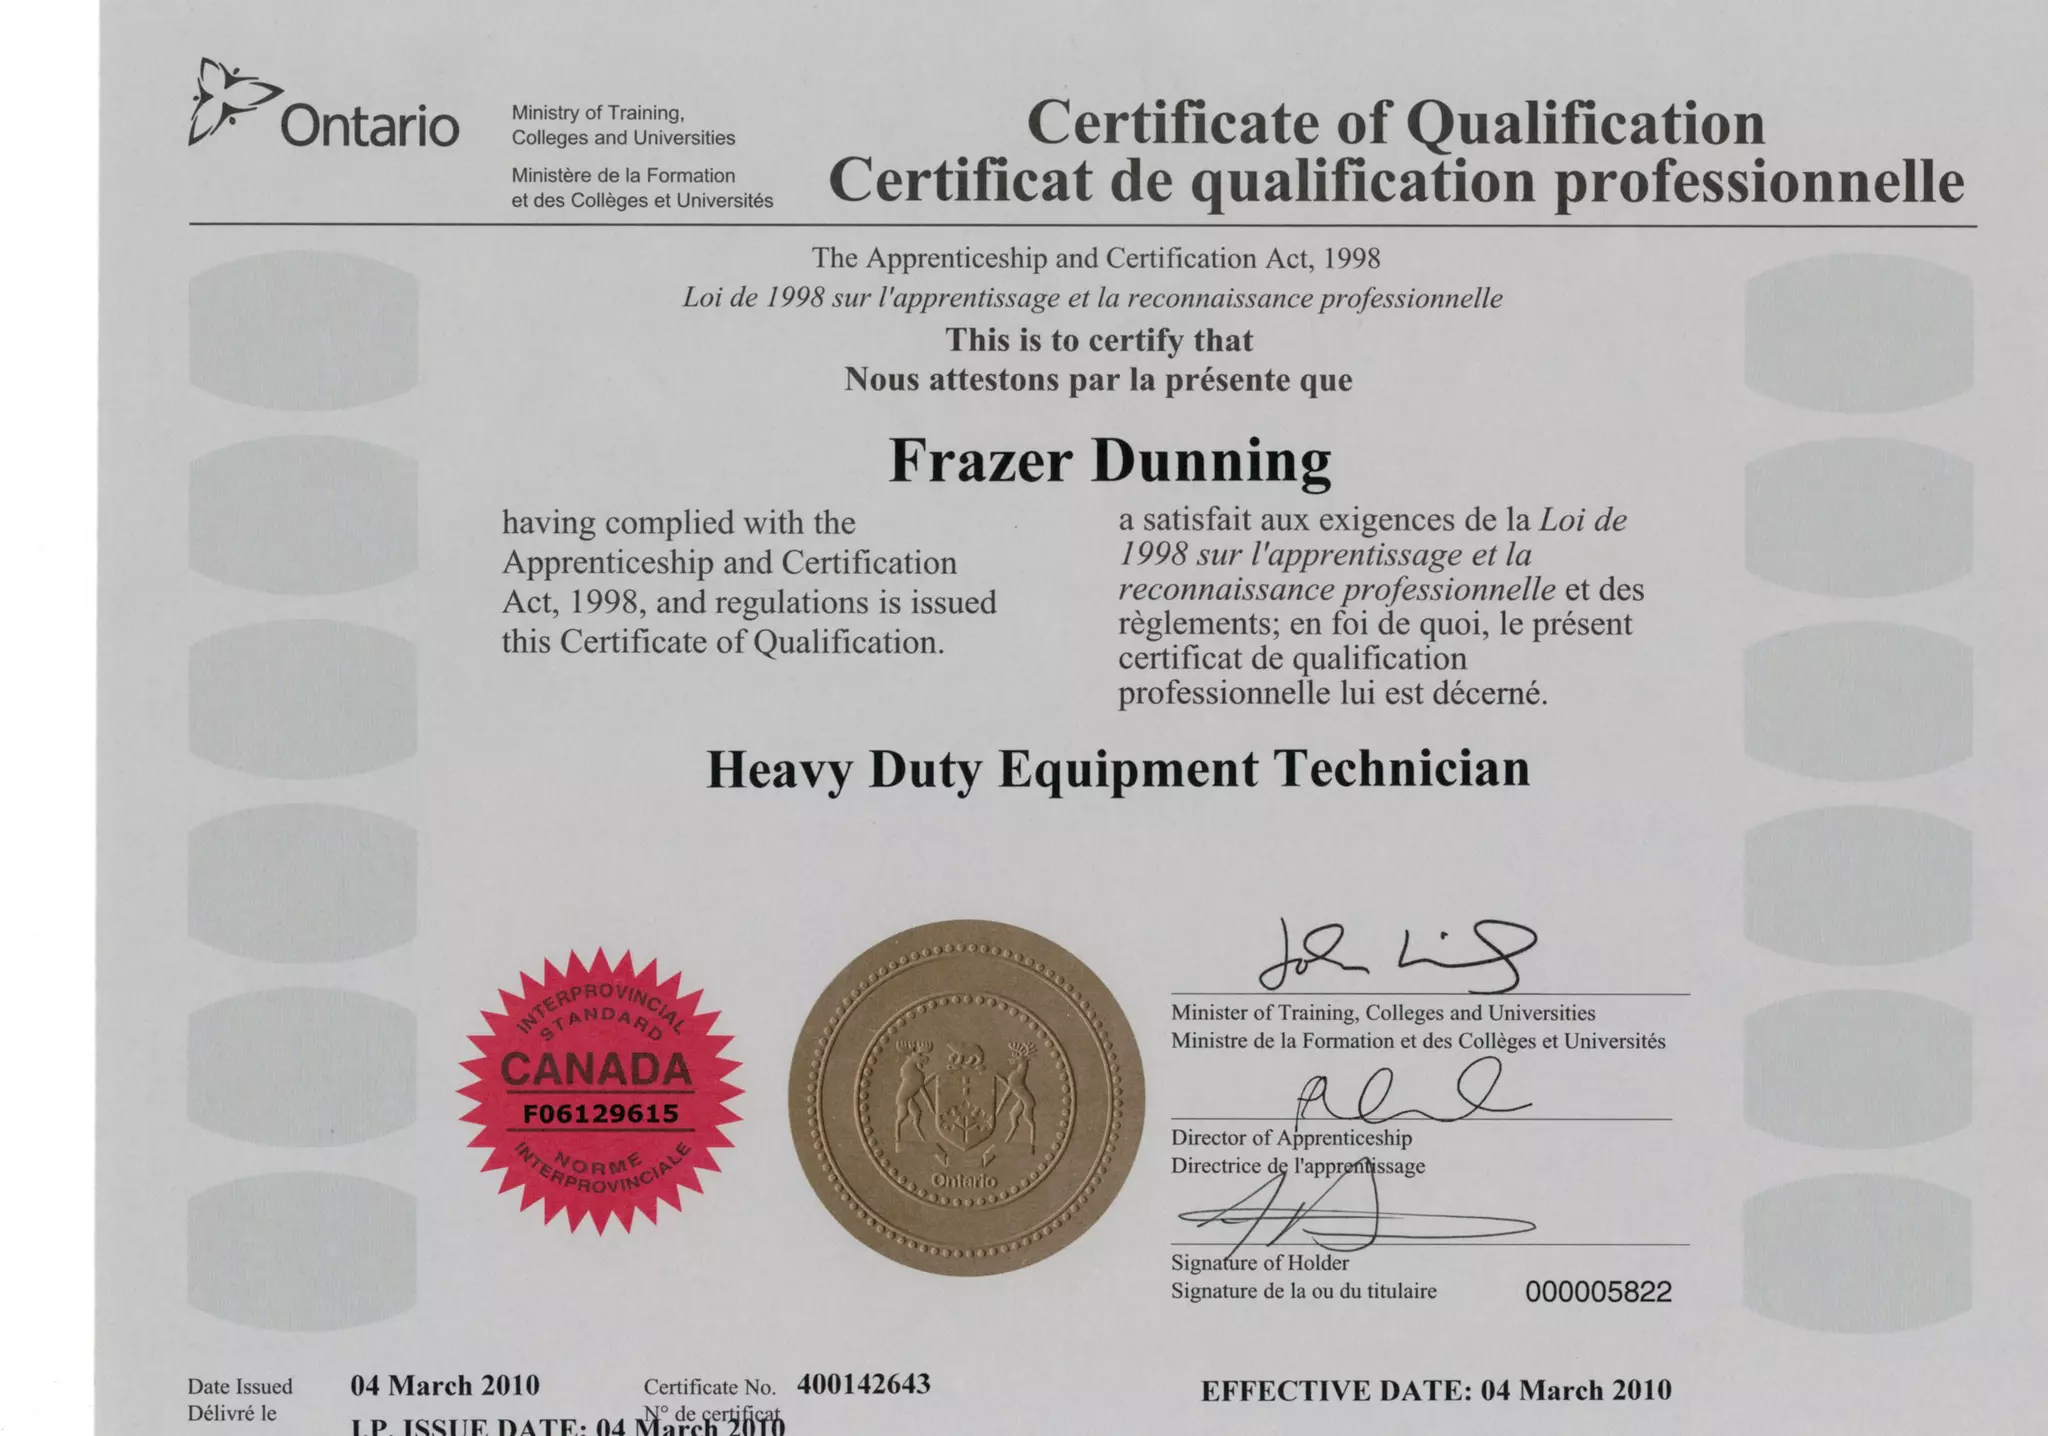 Ontario
Ministry of Training,
Colleges and Universities
Ministère de la Formation
et des Collèges et Universités
Certificate of Qualification
Certificat de qualification professionnelle
The Apprenticeship and Certification Act, 1998
Loi de 1998 sur l'apprentissage et la reconnaissance professionnelle
This is to certify that
Nous attestons par la présente que
Frazer Dunning
having complied with the
Apprenticeship and Certification
Act, 1998, and regulations is issued
this Certificate of Qualification.
a satisfait aux exigences de la Loi de
1998 sur l'apprentissage et la
reconnaissance professionnelle et des
règlements; en foi de quoi, le présent
certificat de qualification
professionnelle lui est décerné.
Heavy Duty Equipment Technician
INTERPROVINCIAL
STANDARD
CANADA
F06129615
NORME
INTERPROVINCIALE
Ontario
Minister of Training, Colleges and Universities
Ministre de la Formation et des Collèges et Universités
Director of Apprenticeship
Directrice de l'apprentissage
Signature of Holder
Signature de la ou du titulaire
000005822
Date Issued
Délivré le
04 March 2010
Certificate No.
N° de certificat
400142643
EFFECTIVE DATE: 04 March 2010
I.P. ISSUE DATE: 04 March 2010